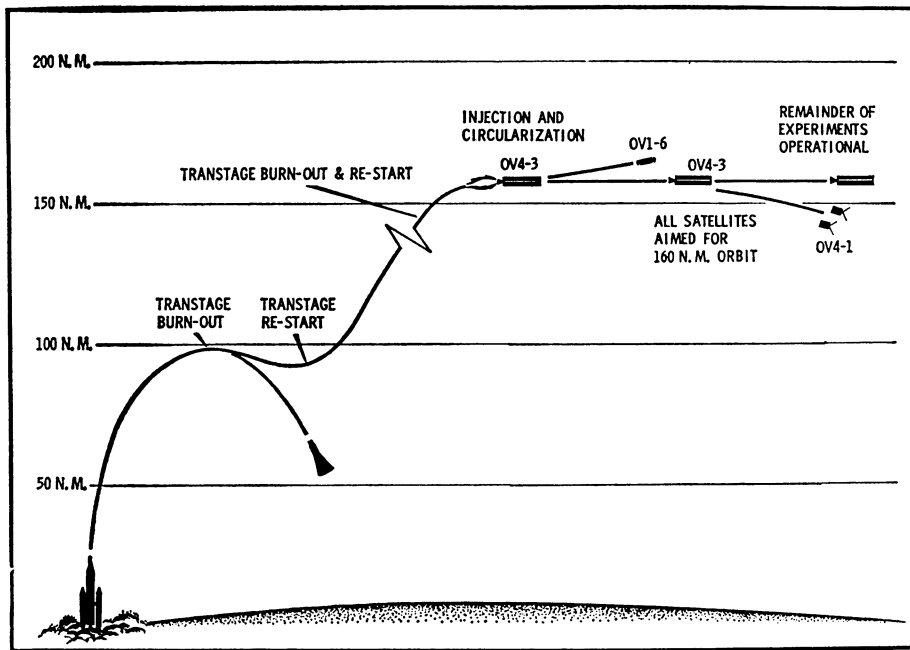 200 N.M.
INJECTION AND
CIRCULARIZATION
REMAINDER OF
EXPERIMENTS
OPERATIONAL
OV1-6
OV4-3
OV4-3
TRANSTAGE BURN-OUT & RE-START
150 N.M.
ALL SATELLITES
AIMED FOR
160 N.M. ORBIT
OV4-1
TRANSTAGE
BURN-OUT
TRANSTAGE
RE-START
100 N.M.
50 N.M.